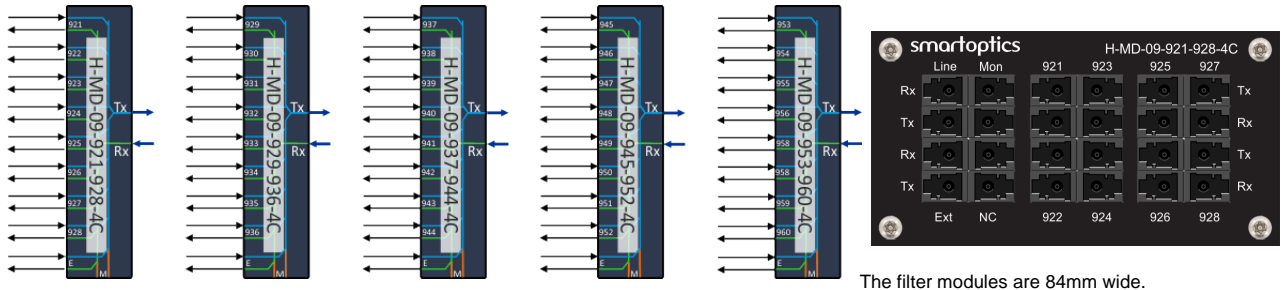 921
922
923
924
925
926
927
928
E
M
H-MD-09-921-928-4C
Tx
Rx
929
930
931
932
933
934
935
936
E
M
H-MD-09-929-936-4C
Tx
Rx
937
938
939
940
941
942
943
944
E
M
H-MD-09-937-944-4C
Tx
Rx
945
946
947
948
949
950
951
952
E
M
H-MD-09-945-952-4C
Tx
Rx
953
954
955
956
958
958
959
960
E
M
H-MD-09-953-960-4C
Tx
Rx
smartoptics H-MD-09-921-928-4C
Line Mon 921 923 925 927
Rx Tx
Tx Rx
Rx Tx
Tx Rx
Ext NC 922 924 926 928
The filter modules are 84mm wide.